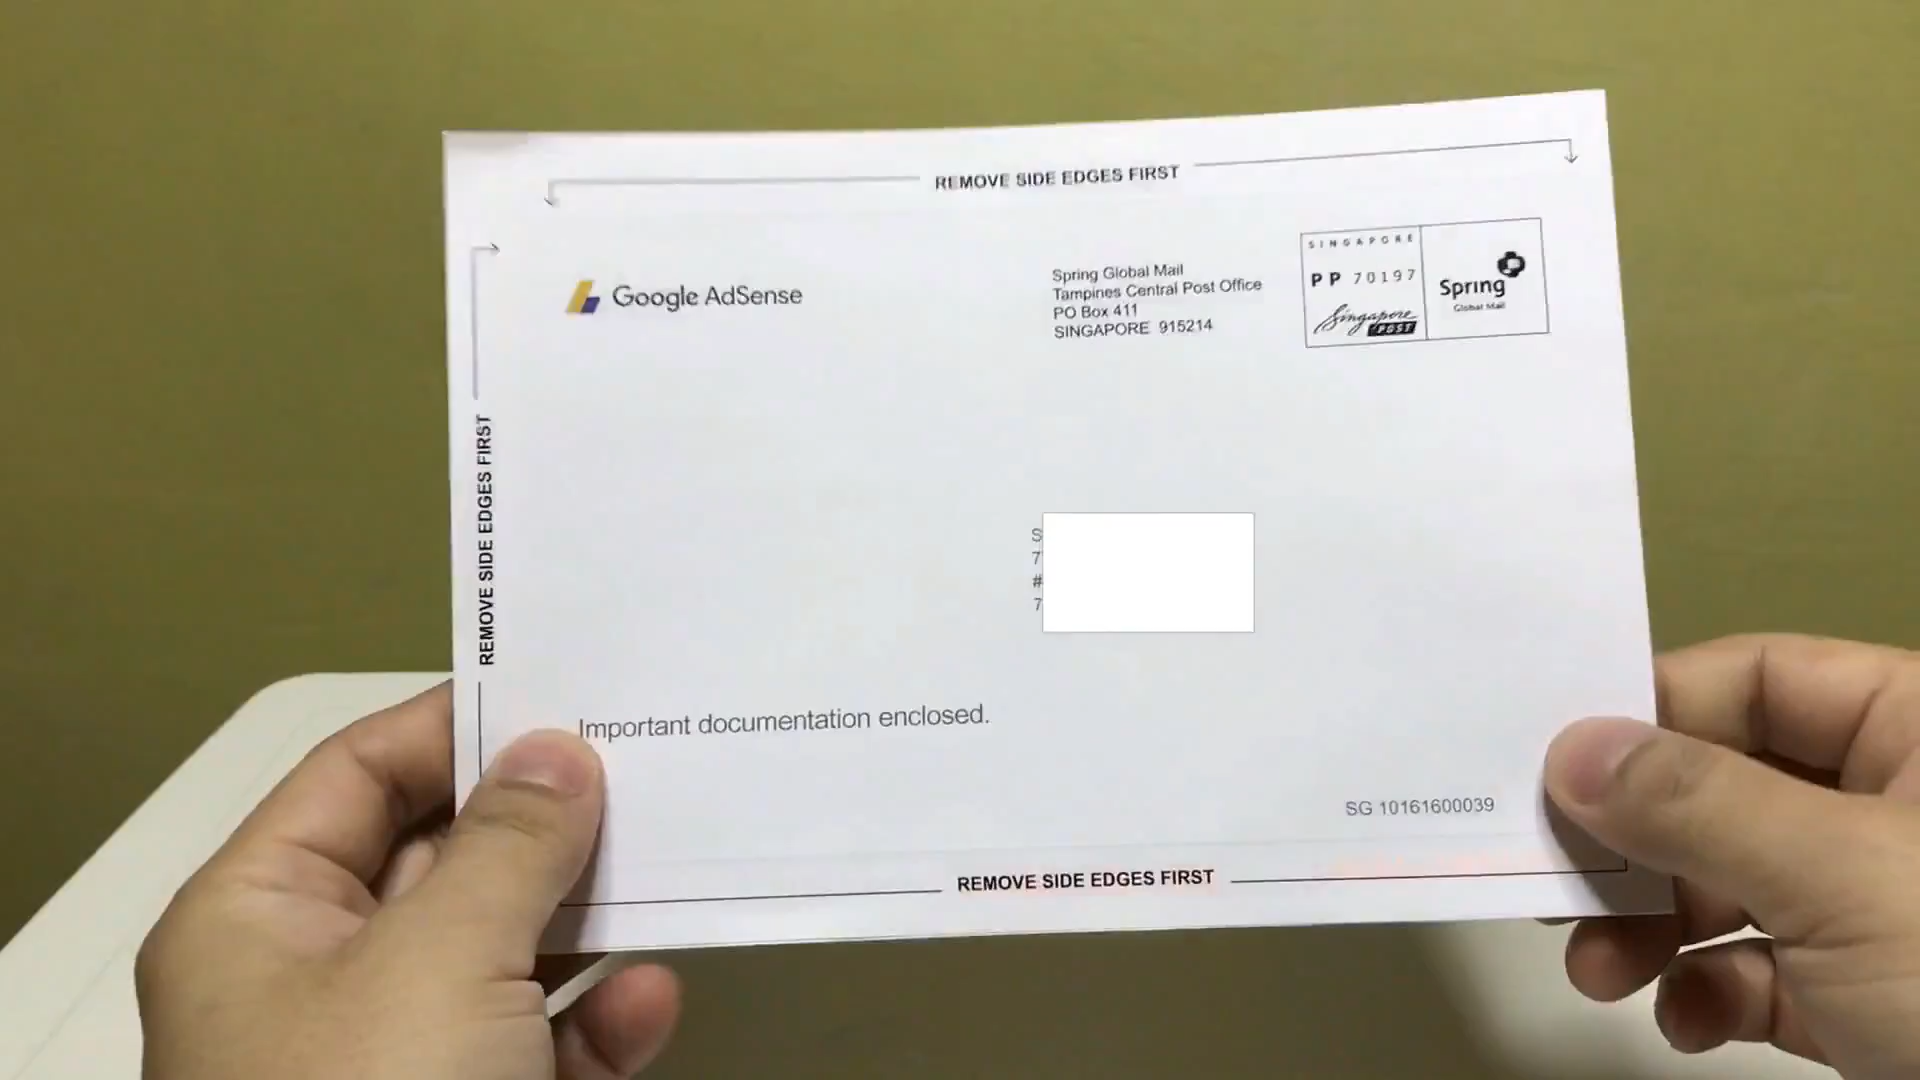 REMOVE SIDE EDGES FIRST
Google AdSense
Spring Global Mail
Tampines Central Post Office
PO Box 411
SINGAPORE 915214
SINGAPORE
PP 70197
Singapore
POST
Spring
Global Mail
REMOVE SIDE EDGES FIRST
S
7
#
7
Important documentation enclosed.
SG 10161600039
REMOVE SIDE EDGES FIRST